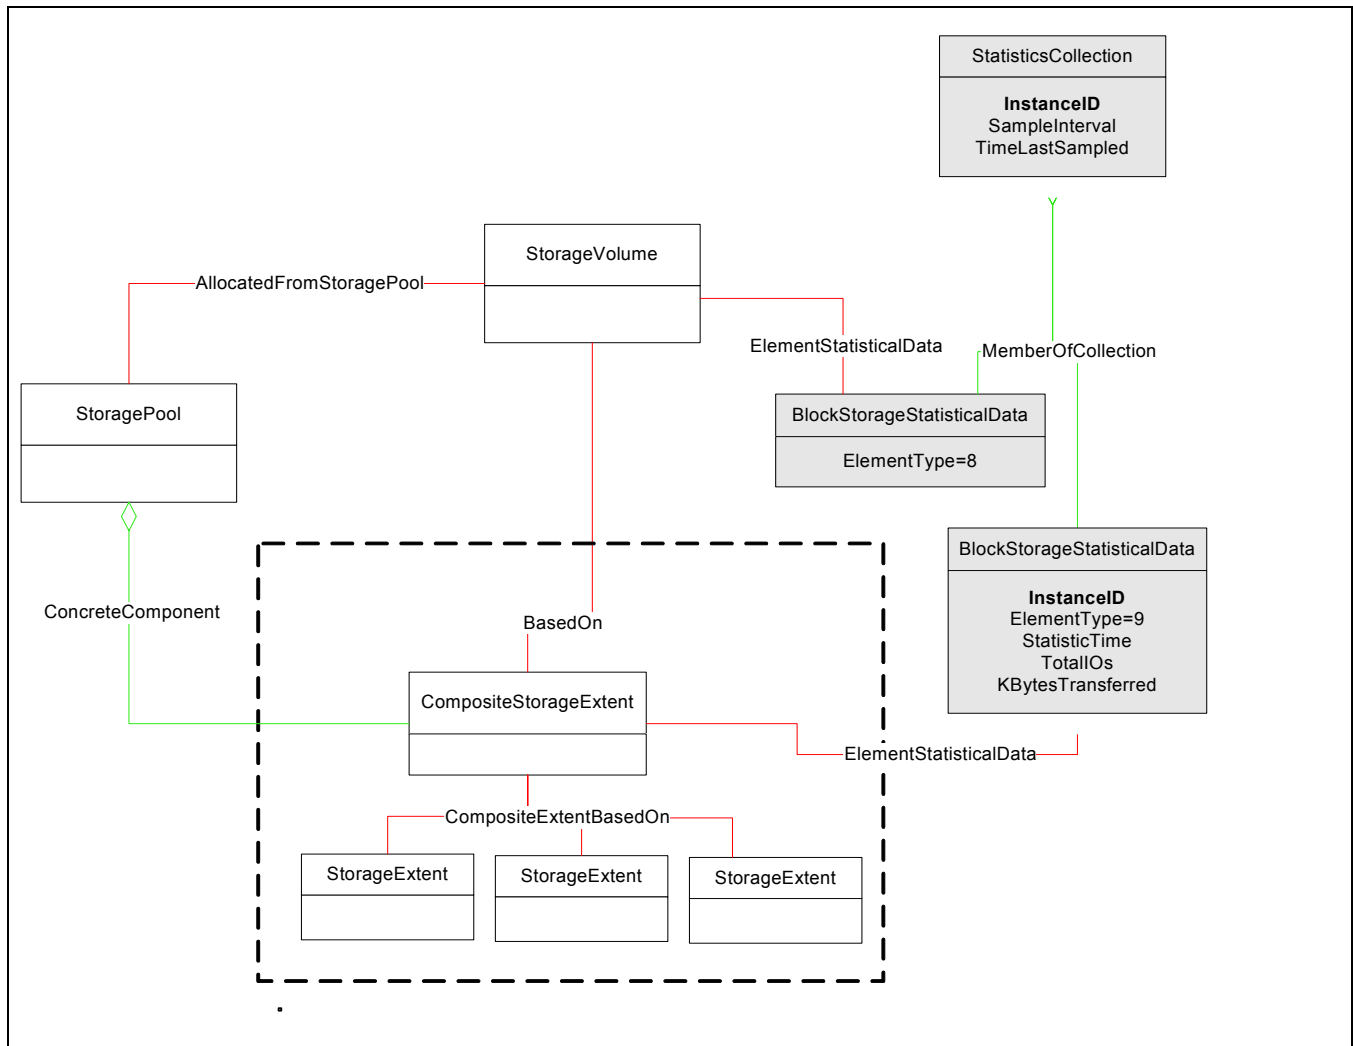 StatisticsCollection
InstanceID
SampleInterval
TimeLastSampled
StorageVolume
AllocatedFromStoragePool
ElementStatisticalData
MemberOfCollection
StoragePool
BlockStorageStatisticalData
ElementType=8
BlockStorageStatisticalData
InstanceID
ElementType=9
StatisticTime
TotalIOs
KBytesTransferred
ConcreteComponent
BasedOn
CompositeStorageExtent
ElementStatisticalData
CompositeExtentBasedOn
StorageExtent
StorageExtent
StorageExtent